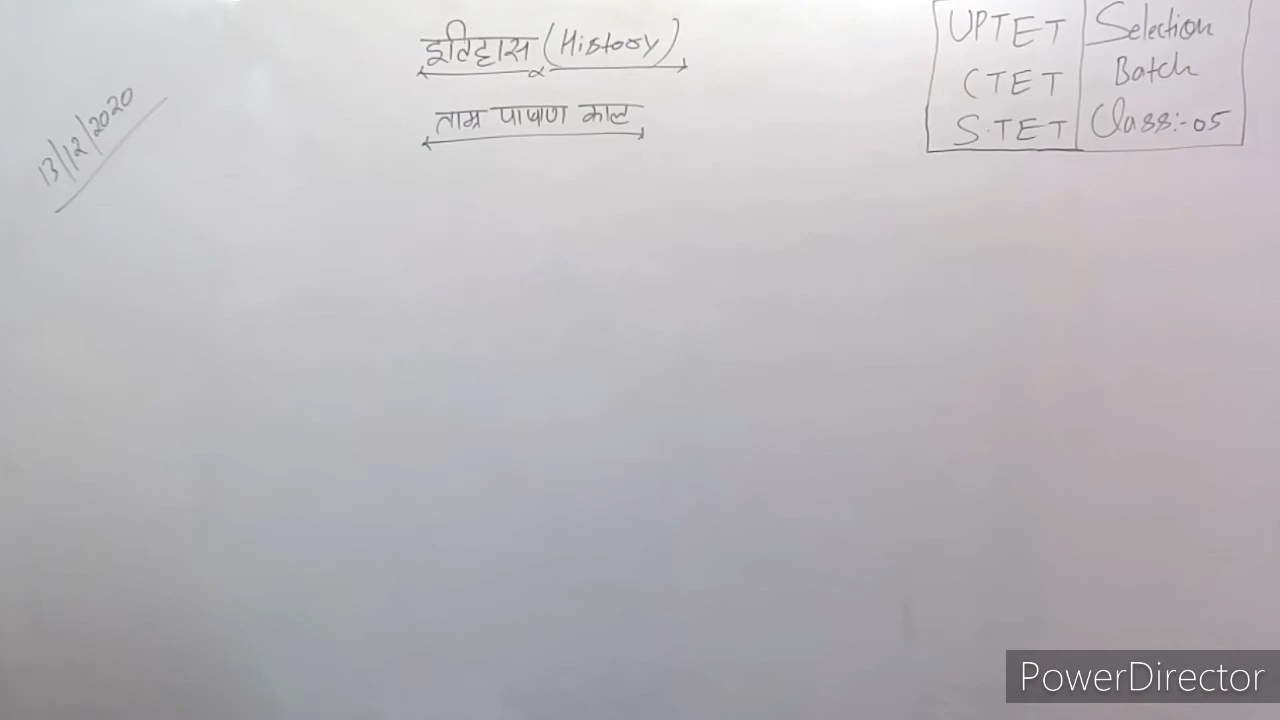 13/12/2020
इतिहास (History)
ताम्र पाषाण काल
UPTET
CTET
S.TET
Selection
Batch
Class:-05
PowerDirector